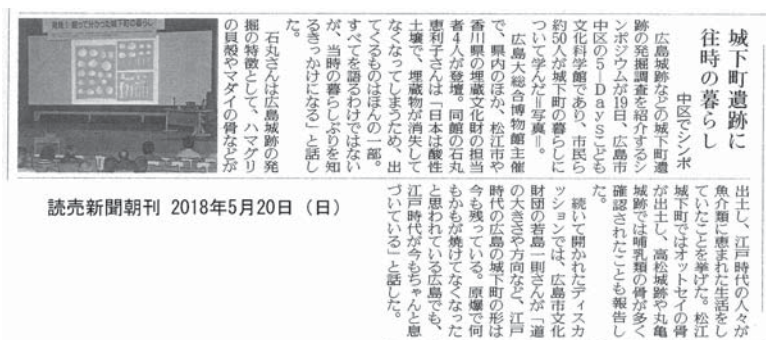 城下町遺跡に
往時の暮らし
中区でシンポ
広島城跡などの城下町遺
跡の発掘調査を紹介するシ
ンポジウムが19日、広島市
中区の5―Daysこども
文化科学館であり、市民ら
約50人が城下町の暮らしに
ついて学んだ=写真=。
広島大総合博物館主催
で、県内のほか、松江市や
香川県の埋蔵文化財の担当
者4人が登壇。同館の石丸
恵利子さんは「日本は酸性
土壌で、埋蔵物が消失して
なくなってしまうため、出
てくるものはほんの一部。
すべてを語るわけではない
が、当時の暮らしぶりを知
るきっかけになる」と話し
た。
石丸さんは広島城跡の発
掘の特徴として、ハマグリ
の貝殻やマダイの骨などが
出土し、江戸時代の人々が
魚介類に恵まれた生活をし
ていたことを挙げた。松江
城下町ではオットセイの骨
が出土し、高松城跡や丸亀
城跡では哺乳類の骨が多く
確認されたことも報告し
た。
続いて開かれたディスカ
ッションでは、広島市文化
財団の若島一則さんが「道
の大きさや方向など、江戸
時代の広島の城下町の形は
今も残っている。原爆で何
もかもが焼けてなくなった
と思われている広島でも、
江戸時代が今もちゃんと息
づいている」と話した。
掘って分かった城下町の暮らし
読売新聞朝刊 2018年5月20日(日)